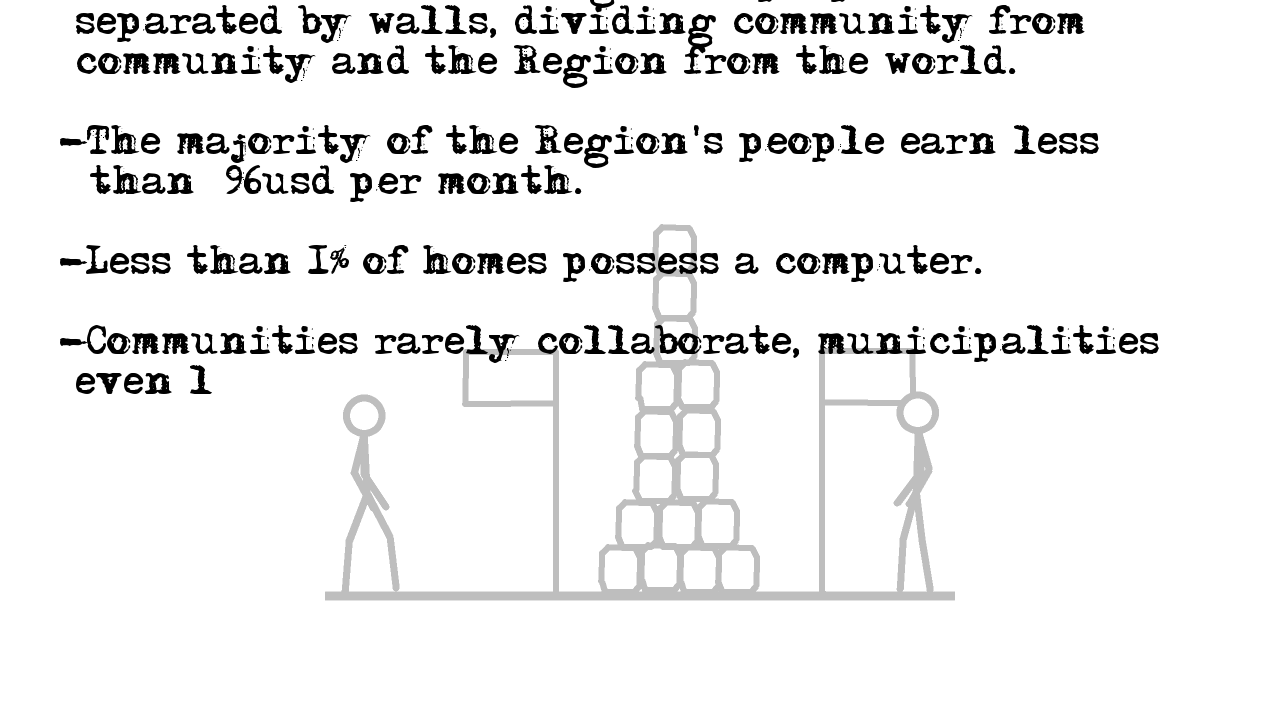 separated by walls, dividing community from
community and the Region from the world.
-The majority of the Region's people earn less
than 96usd per month.
-Less than 1% of homes possess a computer.
-Communities rarely collaborate, municipalities
even l